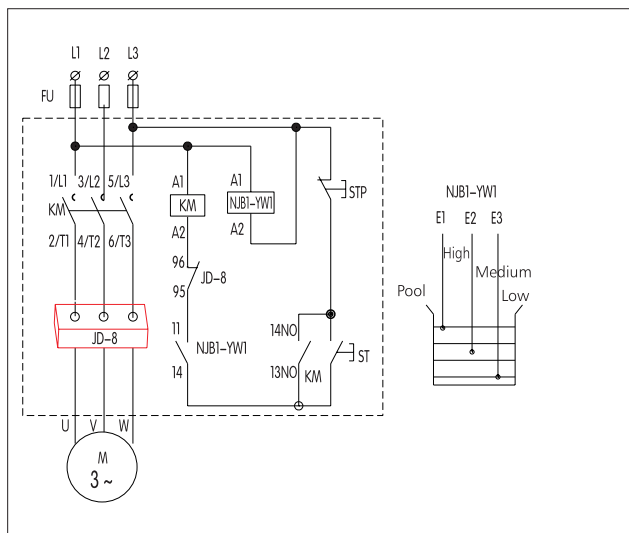 L1 L2 L3
FU
1/L1 3/L2 5/L3
KM
2/T1 4/T2 6/T3
JD-8
U V W
M
3 ~
A1
KM
A2
96
JD-8
95
11
NJB1-YW1
14
A1
NJB1-YW1
A2
STP
14NO
13NO
KM
ST
NJB1-YW1
E1 E2 E3
High
Medium
Pool
Low